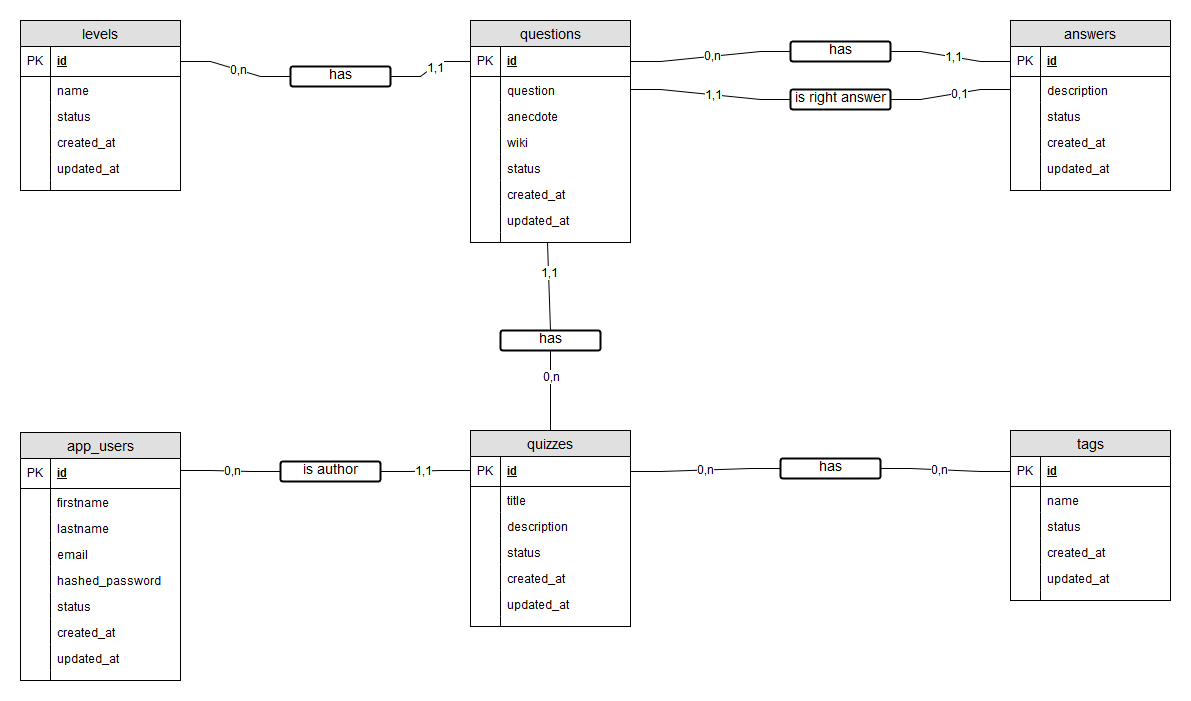 levels
PK id
name
status
created_at
updated_at
0,n
has
1,1
questions
PK id
question
anecdote
wiki
status
created_at
updated_at
0,n
has
1,1
1,1
is right answer
0,1
answers
PK id
description
status
created_at
updated_at
1,1
has
0,n
app_users
PK id
firstname
lastname
email
hashed_password
status
created_at
updated_at
0,n
is author
1,1
quizzes
PK id
title
description
status
created_at
updated_at
0,n
has
0,n
tags
PK id
name
status
created_at
updated_at